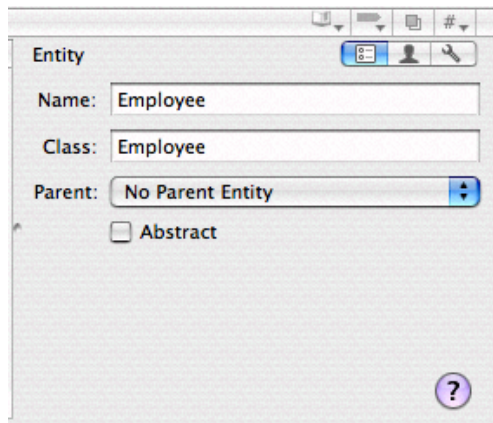 #
Entity
Name: Employee
Class: Employee
Parent: No Parent Entity
Abstract
?